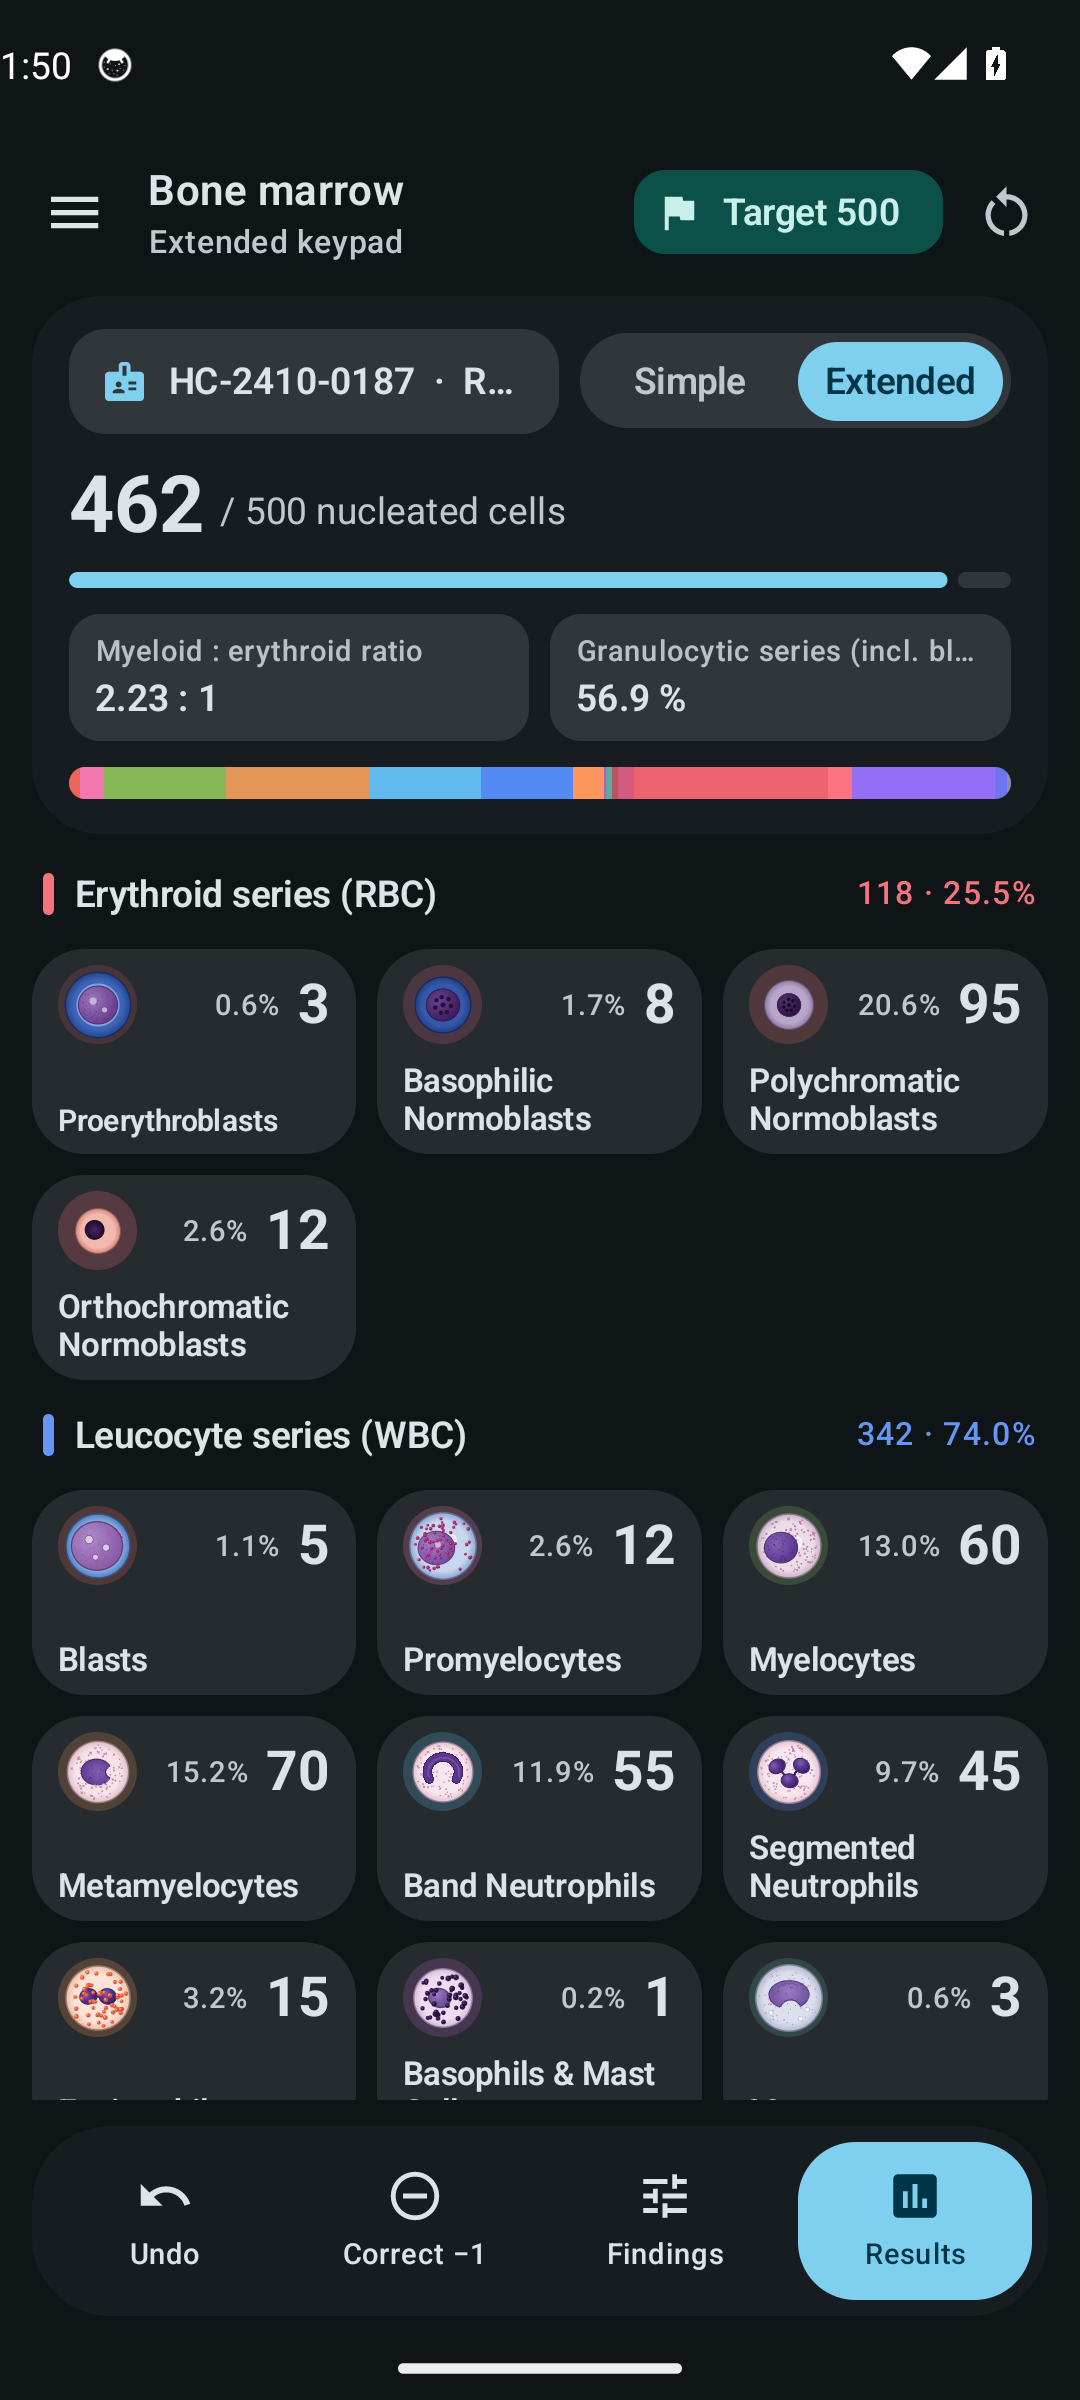 1:50
Bone marrow
Extended keypad
Target 500
HC-2410-0187 · R...
Simple
Extended
462 / 500 nucleated cells
Myeloid : erythroid ratio
2.23 : 1
Granulocytic series (incl. bl...
56.9 %
Erythroid series (RBC)
118 · 25.5%
0.6% 3
Proerythroblasts
1.7% 8
Basophilic
Normoblasts
20.6% 95
Polychromatic
Normoblasts
2.6% 12
Orthochromatic
Normoblasts
Leucocyte series (WBC)
342 · 74.0%
1.1% 5
Blasts
2.6% 12
Promyelocytes
13.0% 60
Myelocytes
15.2% 70
Metamyelocytes
11.9% 55
Band Neutrophils
9.7% 45
Segmented
Neutrophils
3.2% 15
0.2% 1
Basophils & Mast
0.6% 3
Undo
Correct −1
Findings
Results